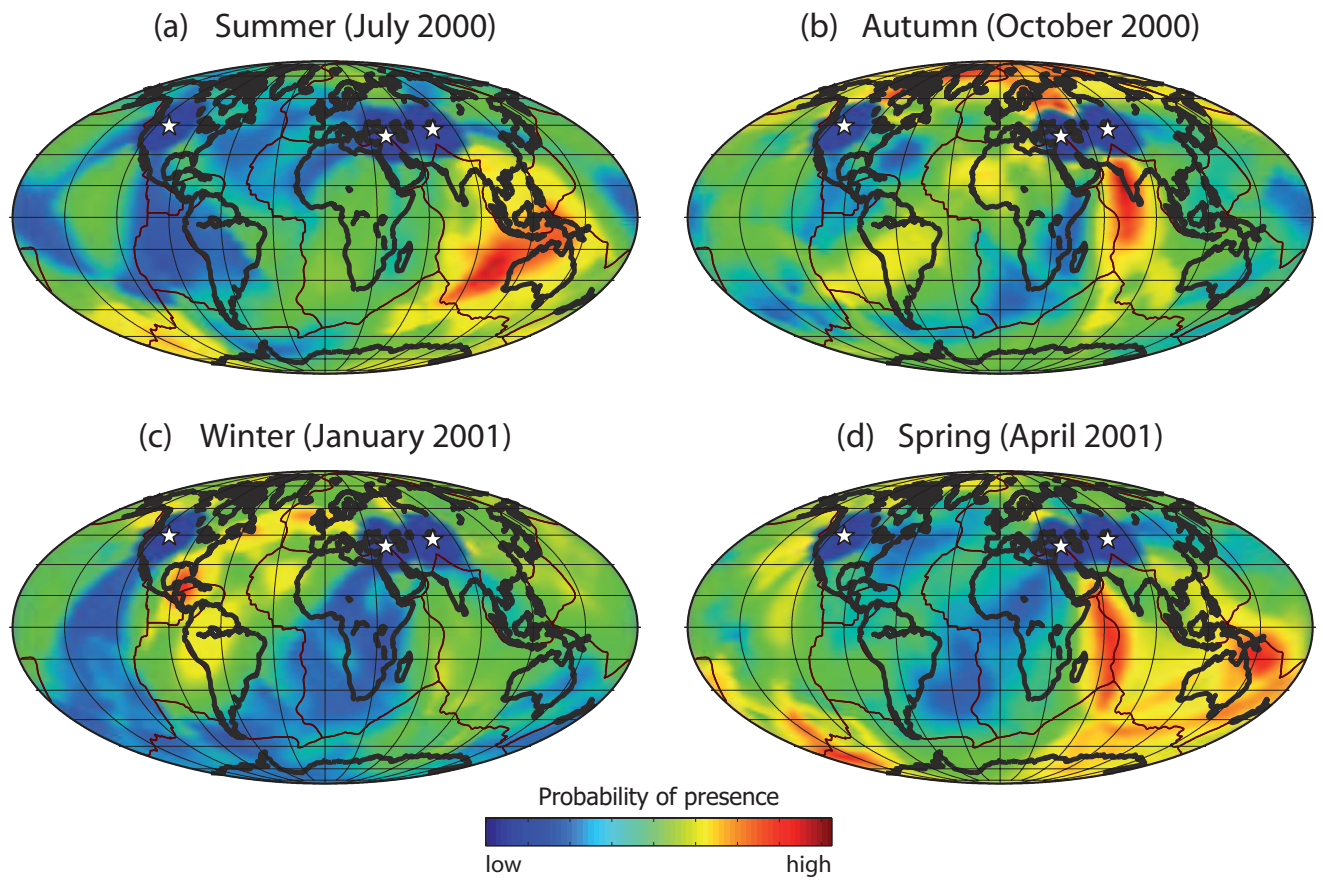 (a) Summer (July 2000)
(b) Autumn (October 2000)
(c) Winter (January 2001)
(d) Spring (April 2001)
Probability of presence
low high